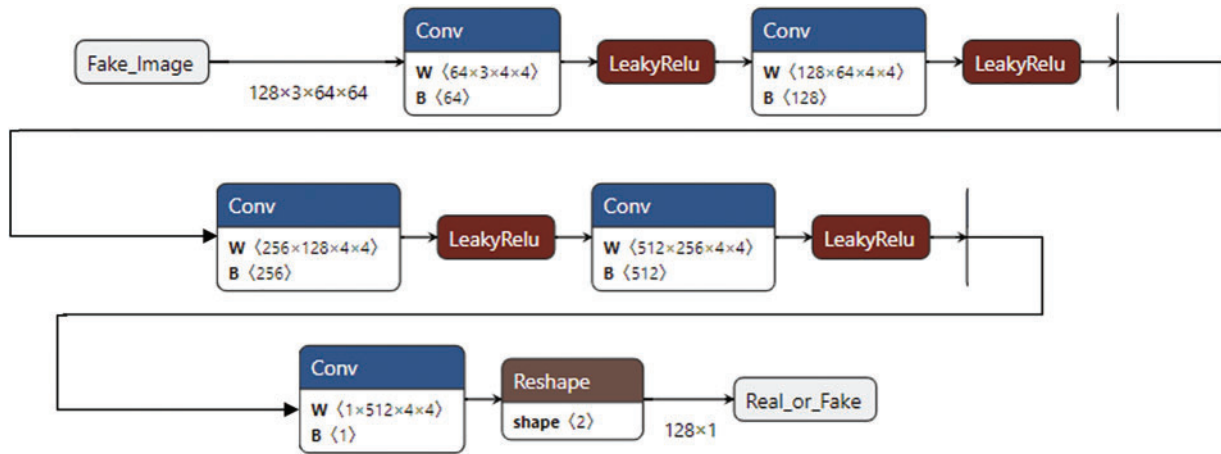 Fake_Image
128×3×64×64
Conv
W ⟨64×3×4×4⟩
B ⟨64⟩
LeakyRelu
Conv
W ⟨128×64×4×4⟩
B ⟨128⟩
LeakyRelu
Conv
W ⟨256×128×4×4⟩
B ⟨256⟩
LeakyRelu
Conv
W ⟨512×256×4×4⟩
B ⟨512⟩
LeakyRelu
Conv
W ⟨1×512×4×4⟩
B ⟨1⟩
Reshape
shape ⟨2⟩
128×1
Real_or_Fake